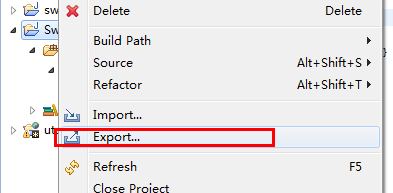 sw
Sw
ut
Delete Delete
Build Path
Source Alt+Shift+S
Refactor Alt+Shift+T
}
Import...
Export...
Refresh F5
Close Project